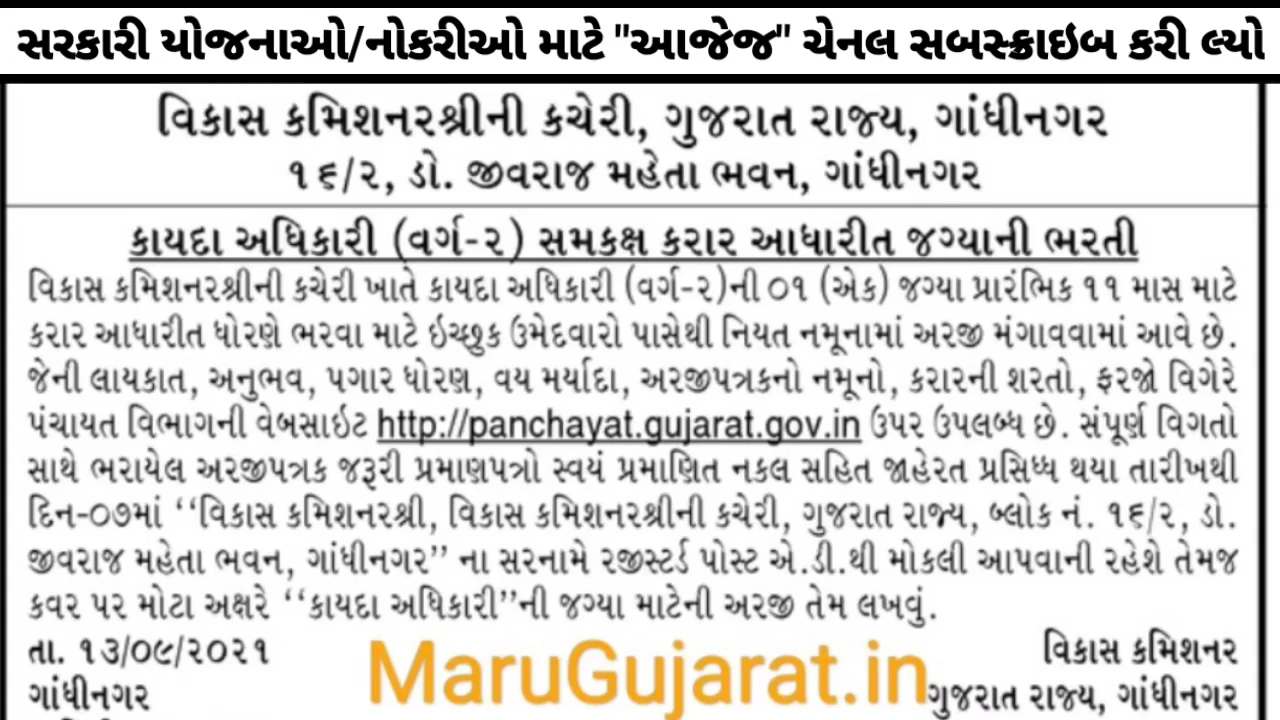 સરકારી યોજનાઓ/નોકરીઓ માટે "આજેજ" ચેનલ સબસ્ક્રાઇબ કરી લ્યો
વિકાસ કમિશનરશ્રીની કચેરી, ગુજરાત રાજ્ય, ગાંધીનગર
૧૬/૨, ડો. જીવરાજ મહેતા ભવન, ગાંધીનગર
કાયદા અધિકારી (વર્ગ-૨) સમકક્ષ કરાર આધારીત જગ્યાની ભરતી
વિકાસ કમિશનરશ્રીની કચેરી ખાતે કાયદા અધિકારી (વર્ગ-૨)ની ૦૧ (એક) જગ્યા પ્રારંભિક ૧૧ માસ માટે
કરાર આધારીત ધોરણે ભરવા માટે ઇચ્છુક ઉમેદવારો પાસેથી નિયત નમૂનામાં અરજી મંગાવવામાં આવે છે.
જેની લાયકાત, અનુભવ, પગાર ધોરણ, વય મર્યાદા, અરજીપત્રકનો નમૂનો, કરારની શરતો, ફરજો વિગેરે
પંચાયત વિભાગની વેબસાઇટ http://panchayat.gujarat.gov.in ઉપર ઉપલબ્ધ છે. સંપૂર્ણ વિગતો
સાથે ભરાયેલ અરજીપત્રક જરૂરી પ્રમાણપત્રો સ્વયં પ્રમાણિત નકલ સહિત જાહેરત પ્રસિધ્ધ થયા તારીખથી
દિન-૦૭માં ‘‘વિકાસ કમિશનરશ્રી, વિકાસ કમિશનરશ્રીની કચેરી, ગુજરાત રાજ્ય, બ્લોક નં. ૧૬/૨, ડો.
જીવરાજ મહેતા ભવન, ગાંધીનગર’’ ના સરનામે રજીસ્ટર્ડ પોસ્ટ એ.ડી.થી મોકલી આપવાની રહેશે તેમજ
કવર પર મોટા અક્ષરે ‘‘કાયદા અધિકારી’’ની જગ્યા માટેની અરજી તેમ લખવું.
તા. ૧૩/૦૯/૨૦૨૧ વિકાસ કમિશનર
MaruGujarat.in
ગાંધીનગર ગુજરાત રાજ્ય, ગાંધીનગર